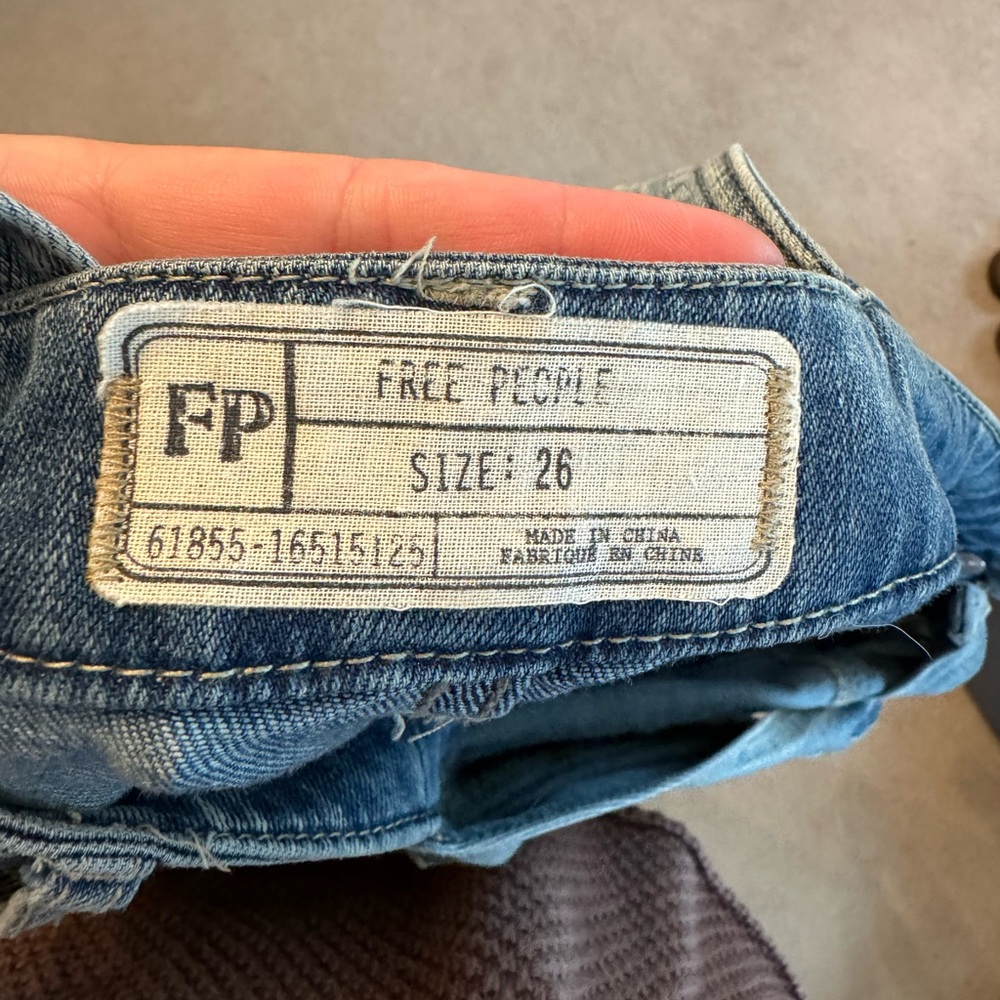 FP
FREE PEOPLE
SIZE: 26
61855-16515125
MADE IN CHINA
FABRIQUÉ EN CHINE